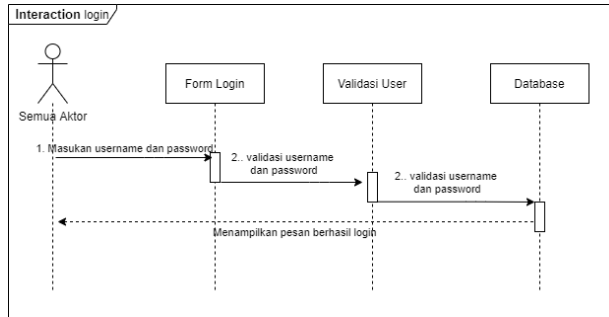 Interaction login
Form Login
Validasi User
Database
Semua Aktor
1. Masukan username dan password
2.. validasi username
dan password
2.. validasi username
dan password
Menampilkan pesan berhasil login